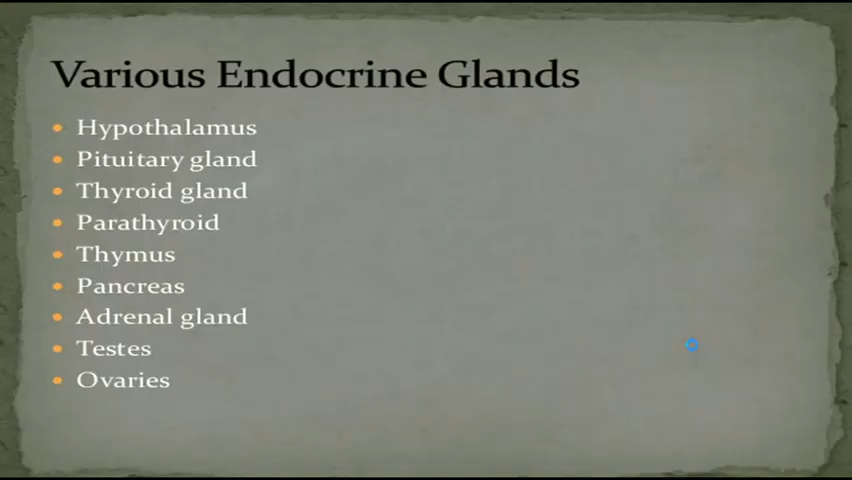 Various Endocrine Glands
Hypothalamus
Pituitary gland
Thyroid gland
Parathyroid
Thymus
Pancreas
Adrenal gland
Testes
Ovaries